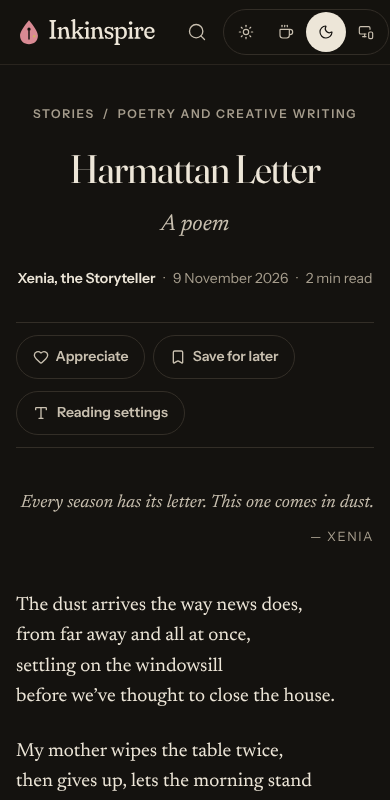 Inkinspire
STORIES / POETRY AND CREATIVE WRITING
Harmattan Letter
A poem
Xenia, the Storyteller · 9 November 2026 · 2 min read
Appreciate
Save for later
Reading settings
Every season has its letter. This one comes in dust.
— XENIA
The dust arrives the way news does,
from far away and all at once,
settling on the windowsill
before we’ve thought to close the house.
My mother wipes the table twice,
then gives up, lets the morning stand